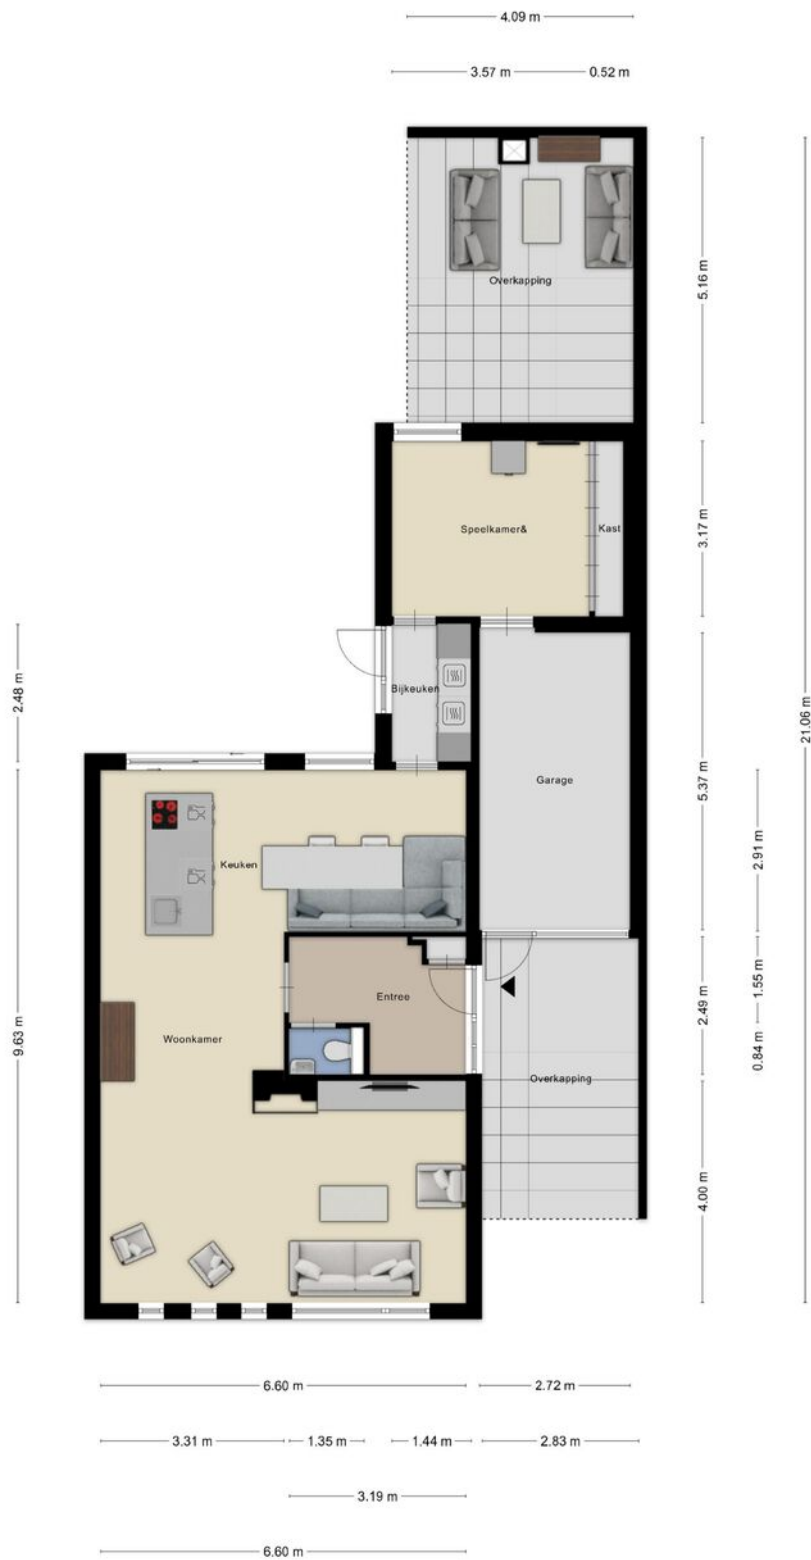 4.09 m
3.57 m
0.52 m
Overkapping
5.16 m
Speelkamer&
Kast
3.17 m
2.48 m
Bijkeuken
21.06 m
Garage
5.37 m
Keuken
2.91 m
Entree
1.55 m
2.49 m
9.63 m
Woonkamer
0.84 m
Overkapping
4.00 m
6.60 m
2.72 m
3.31 m
1.35 m
1.44 m
2.83 m
3.19 m
6.60 m